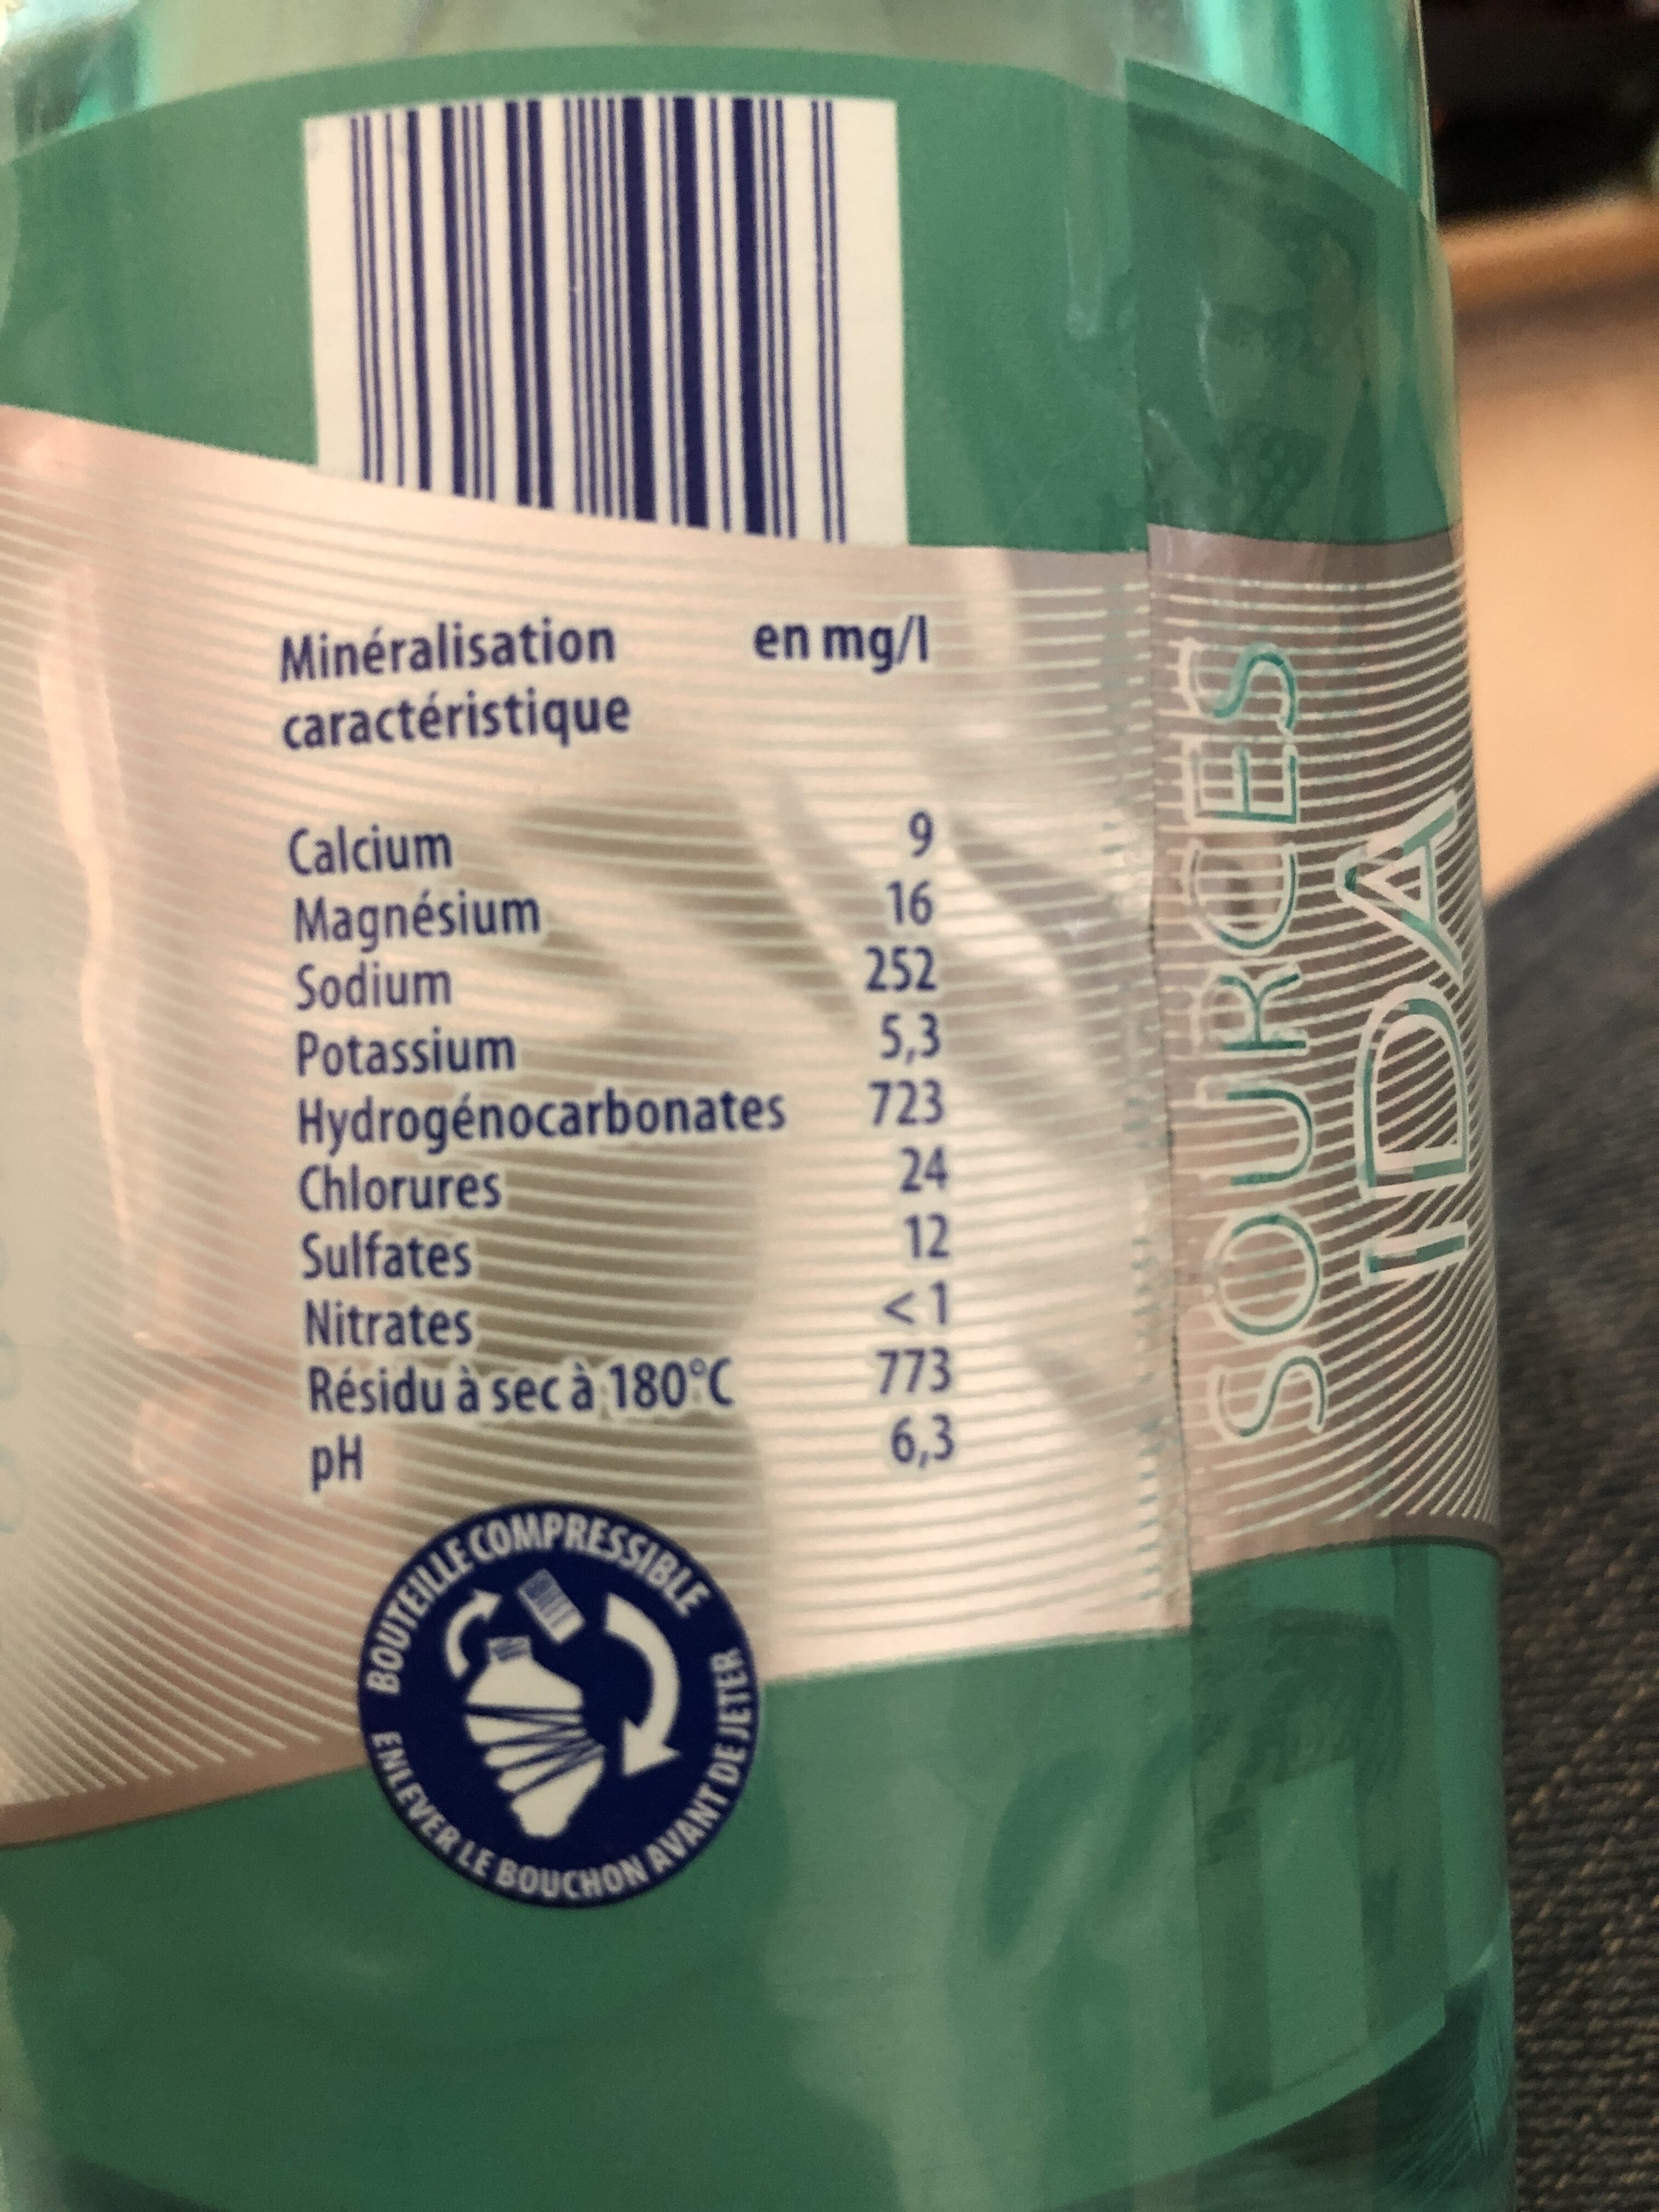 Minéralisation en mg/l
caractéristique
Calcium 9
Magnésium 16
Sodium 252
Potassium 5,3
Hydrogénocarbonates 723
Chlorures 24
Sulfates 12
Nitrates < 1
Résidu à sec à 180°C 773
pH 6,3
BOUTEILLE COMPRESSIBLE
ENLEVER LE BOUCHON AVANT DE JETER
SOURCES
IDA